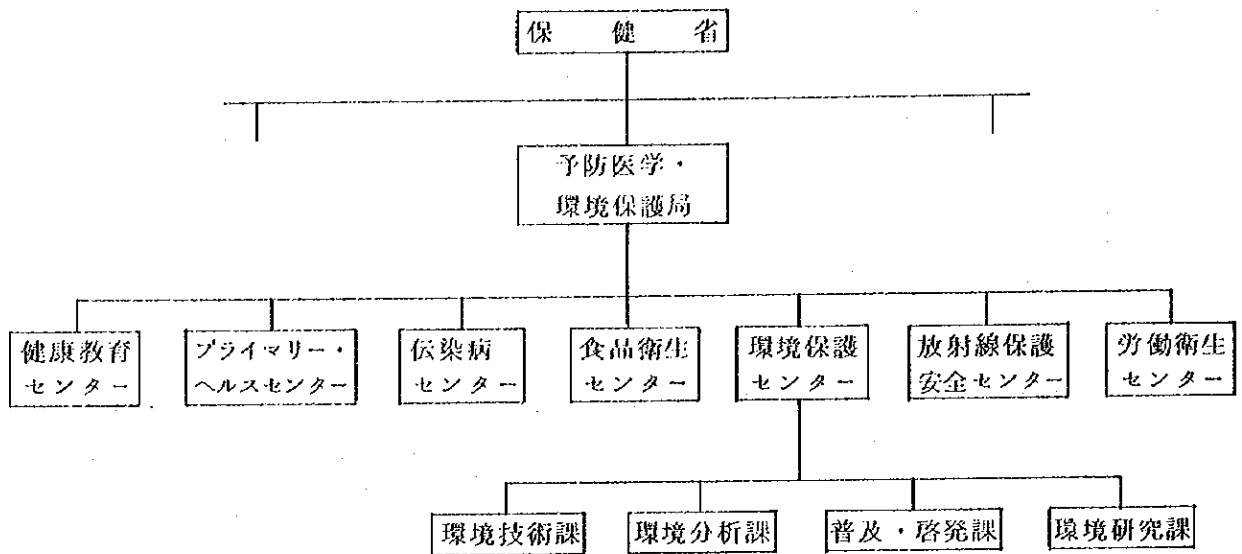 保健省
予防医学・
環境保護局
健康教育
センター
プライマリー・
ヘルスセンター
伝染病
センター
食品衛生
センター
環境保護
センター
放射線保護
安全センター
労働衛生
センター
環境技術課
環境分析課
普及・啓発課
環境研究課